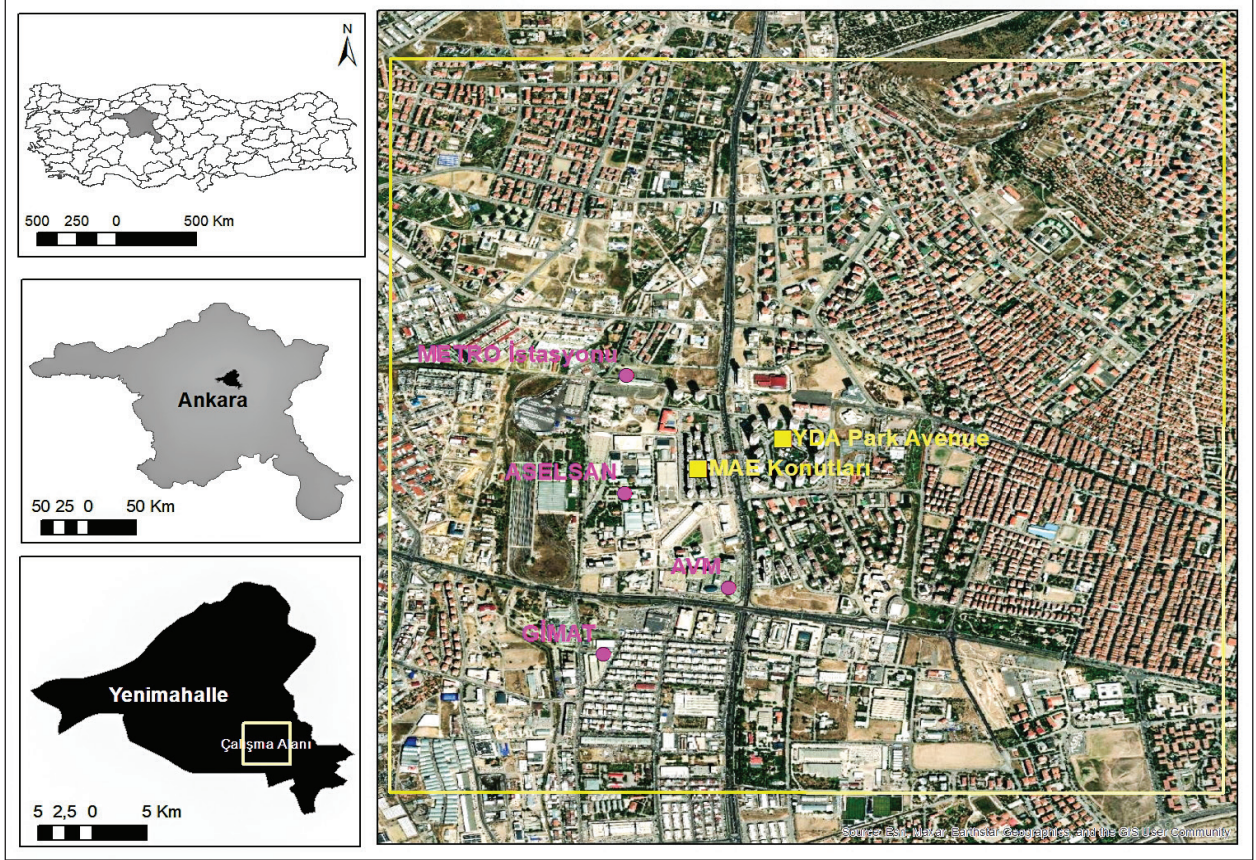 N
500 250 0 500 Km
Ankara
50 25 0 50 Km
Yenimahalle
Çalışma Alanı
5 2,5 0 5 Km
METRO İstasyonu
YDA Park Avenue
MAE Konutları
ASELSAN
AVM
GİMAT
Source: Esri, Maxar, Earthstar Geographics, and the GIS User Community